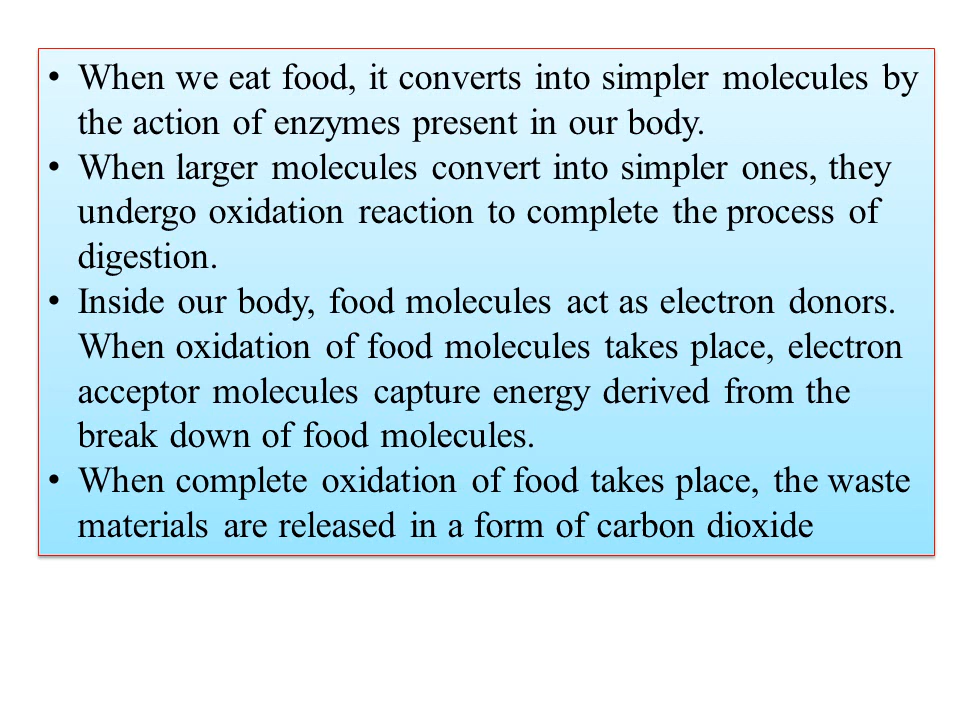 • When we eat food, it converts into simpler molecules by
the action of enzymes present in our body.
• When larger molecules convert into simpler ones, they
undergo oxidation reaction to complete the process of
digestion.
• Inside our body, food molecules act as electron donors.
When oxidation of food molecules takes place, electron
acceptor molecules capture energy derived from the
break down of food molecules.
• When complete oxidation of food takes place, the waste
materials are released in a form of carbon dioxide